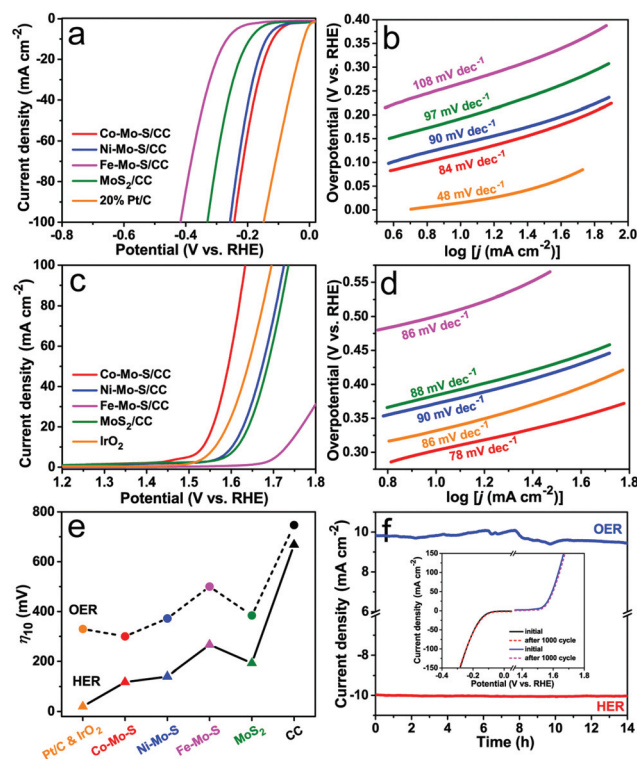 a
Current density (mA cm-2)
0
-20
-40
-60
-80
-100
Co-Mo-S/CC
Ni-Mo-S/CC
Fe-Mo-S/CC
MoS2/CC
20% Pt/C
-0.8 -0.6 -0.4 -0.2 0.0
Potential (V vs. RHE)
b
Overpotential (V vs. RHE)
0.40
0.35
0.30
0.25
0.20
0.15
0.10
0.05
0.00
108 mV dec-1
97 mV dec-1
90 mV dec-1
84 mV dec-1
48 mV dec-1
0.4 0.6 0.8 1.0 1.2 1.4 1.6 1.8 2.0
log [j (mA cm-2)]
c
Current density (mA cm-2)
100
80
60
40
20
0
Co-Mo-S/CC
Ni-Mo-S/CC
Fe-Mo-S/CC
MoS2/CC
IrO2
1.2 1.3 1.4 1.5 1.6 1.7 1.8
Potential (V vs. RHE)
d
Overpotential (V vs. RHE)
0.55
0.50
0.45
0.40
0.35
0.30
86 mV dec-1
88 mV dec-1
90 mV dec-1
86 mV dec-1
78 mV dec-1
0.8 1.0 1.2 1.4 1.6 1.8
log [j (mA cm-2)]
e
η10 (mV)
800
600
400
200
0
OER
HER
Pt/C & IrO2
Co-Mo-S
Ni-Mo-S
Fe-Mo-S
MoS2
CC
f
Current density (mA cm-2)
10
8
6
-6
-8
-10
OER
HER
Current density (mA cm-2)
150
100
50
0
-50
-100
-150
initial
after 1000 cycle
initial
after 1000 cycle
-0.4 0.0 1.4 1.6
Potential (V vs. RHE)
0 2 4 6 8 10 12 14
Time (h)